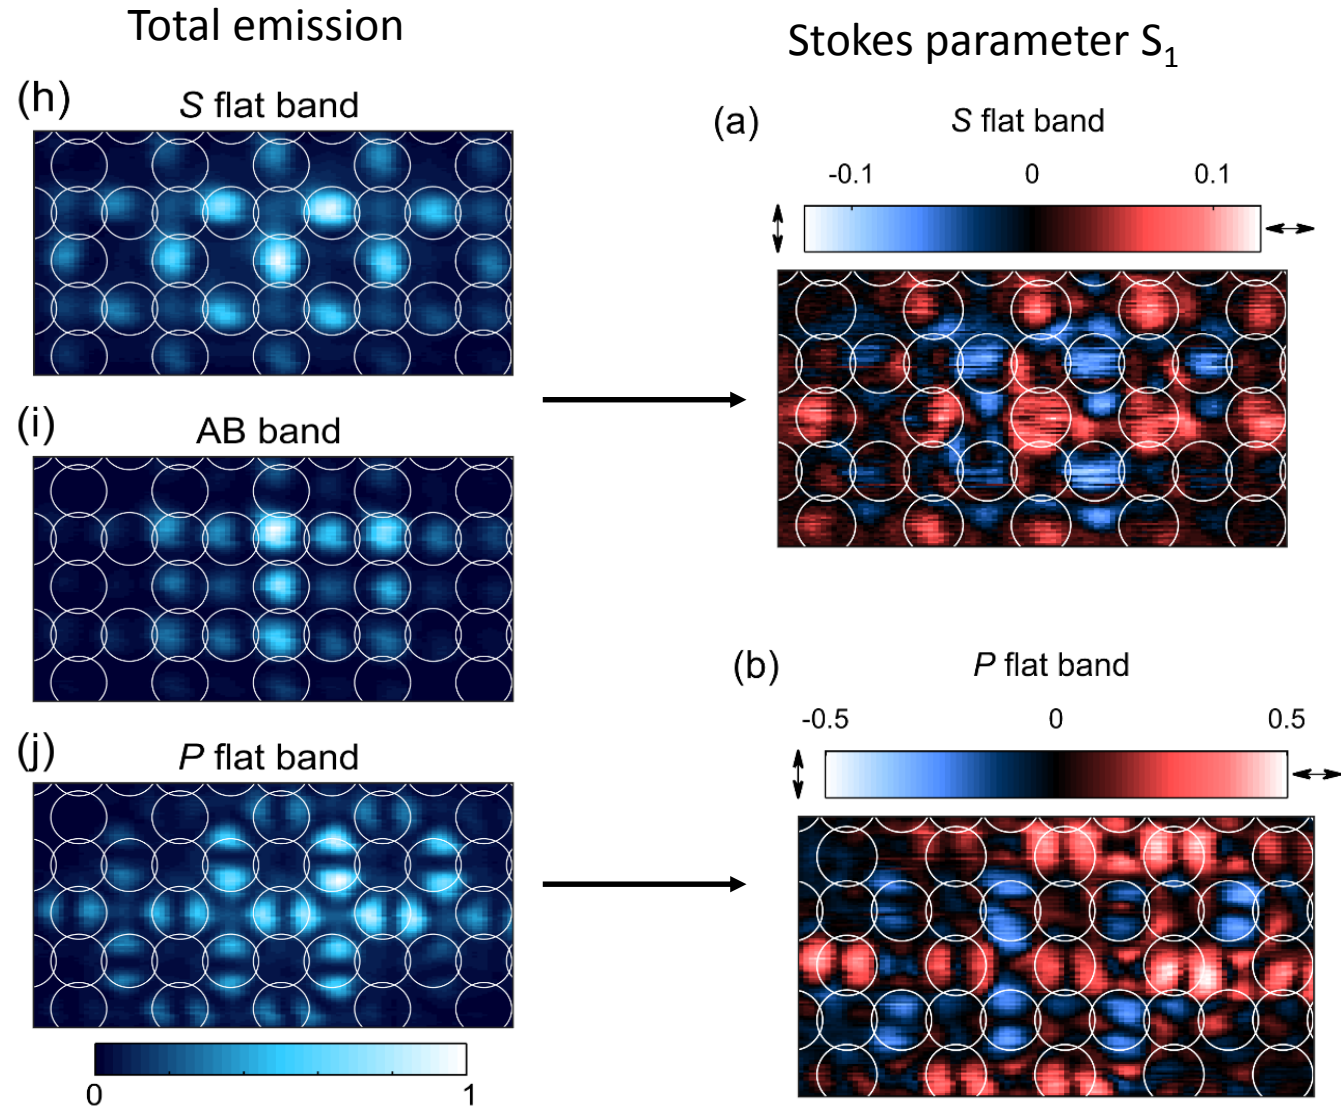 Total emission
Stokes parameter S₁
(h)
S flat band
(a)
S flat band
-0.1 0 0.1
(i)
AB band
(b)
P flat band
-0.5 0 0.5
(j)
P flat band
0 1